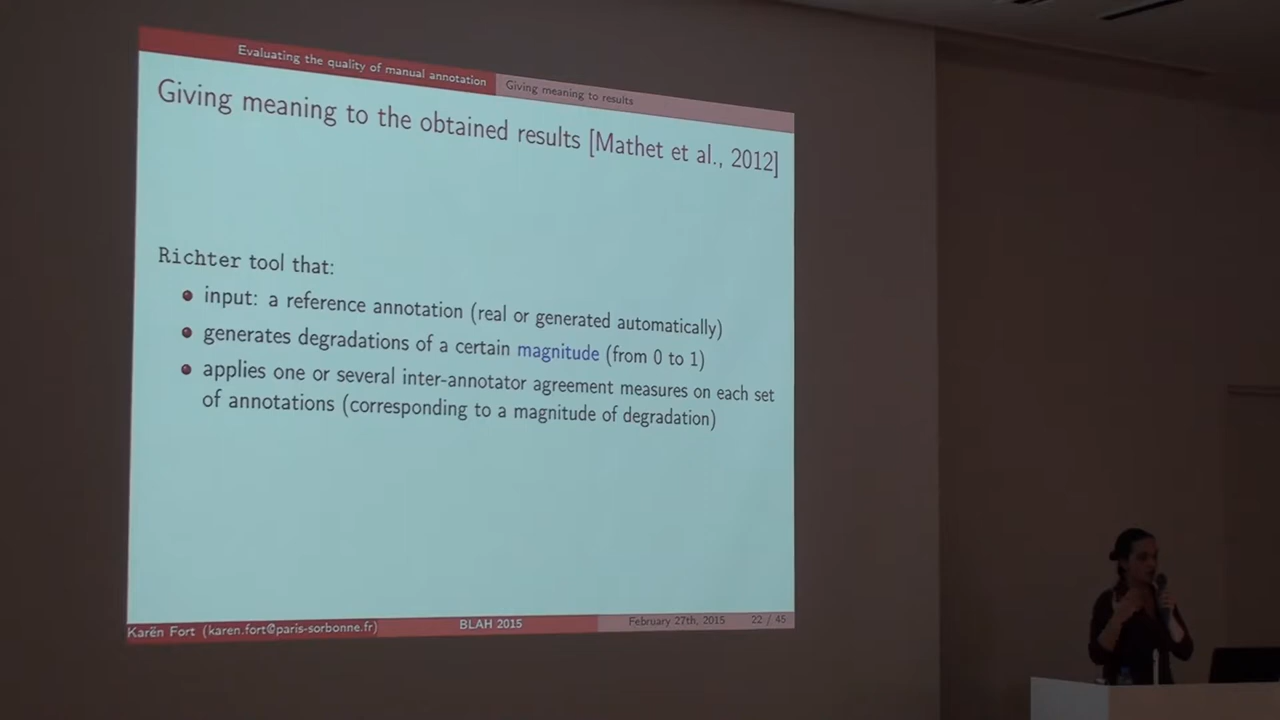 Evaluating the quality of manual annotation
Giving meaning to results
Giving meaning to the obtained results [Mathet et al., 2012]
Richter tool that:
input: a reference annotation (real or generated automatically)
generates degradations of a certain magnitude (from 0 to 1)
applies one or several inter-annotator agreement measures on each set
of annotations (corresponding to a magnitude of degradation)
Karën Fort (karen.fort@paris-sorbonne.fr)
BLAH 2015
February 27th, 2015
22 / 45